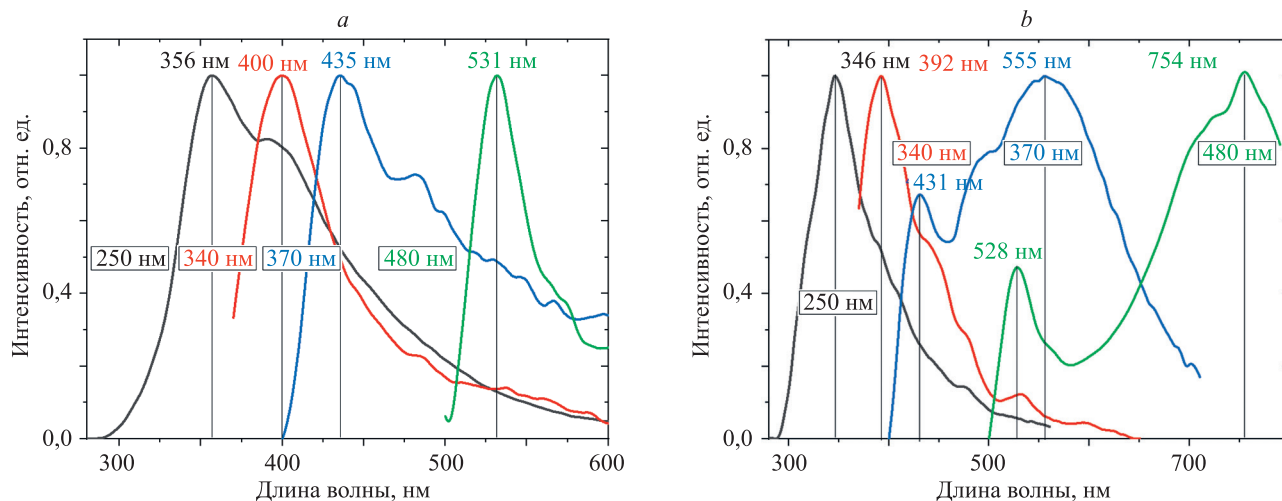 a
356 нм
400 нм
435 нм
531 нм
0,8
0,4
0,0
Интенсивность, отн. ед.
250 нм
340 нм
370 нм
480 нм
300
400
500
600
Длина волны, нм
b
346 нм
392 нм
555 нм
754 нм
0,8
0,4
0,0
Интенсивность, отн. ед.
340 нм
370 нм
480 нм
431 нм
528 нм
250 нм
300
500
700
Длина волны, нм